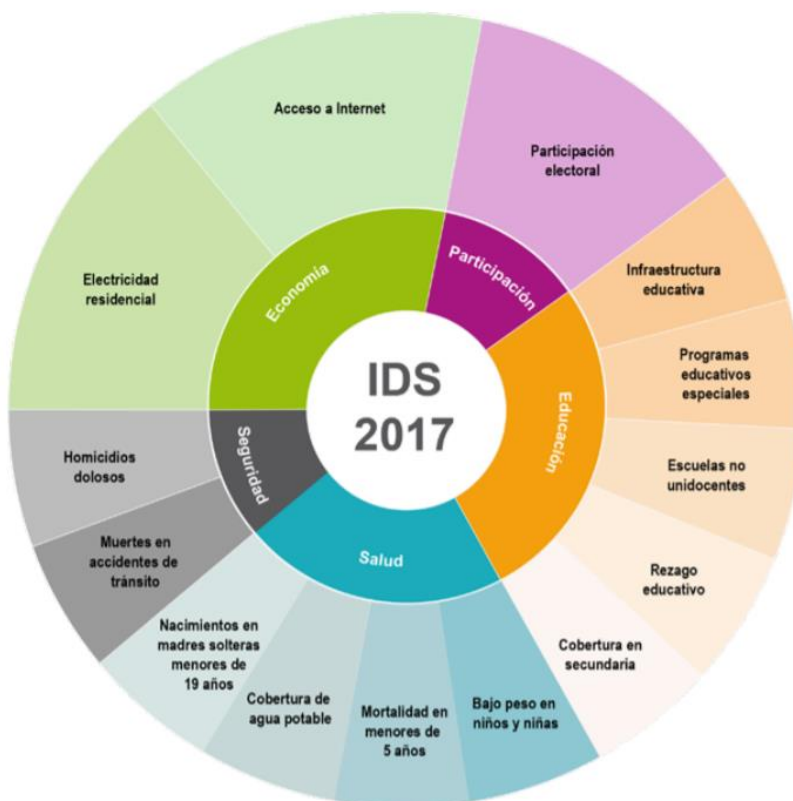 IDS
2017
Economía
Participación
Educación
Salud
Seguridad
Acceso a Internet
Participación
electoral
Infraestructura
educativa
Programas
educativos
especiales
Escuelas no
unidocentes
Rezago
educativo
Cobertura en
secundaria
Bajo peso en
niños y niñas
Mortalidad en
menores de
5 años
Cobertura de
agua potable
Nacimientos en
madres solteras
menores de
19 años
Muertes en
accidentes de
tránsito
Homicidios
dolosos
Electricidad
residencial